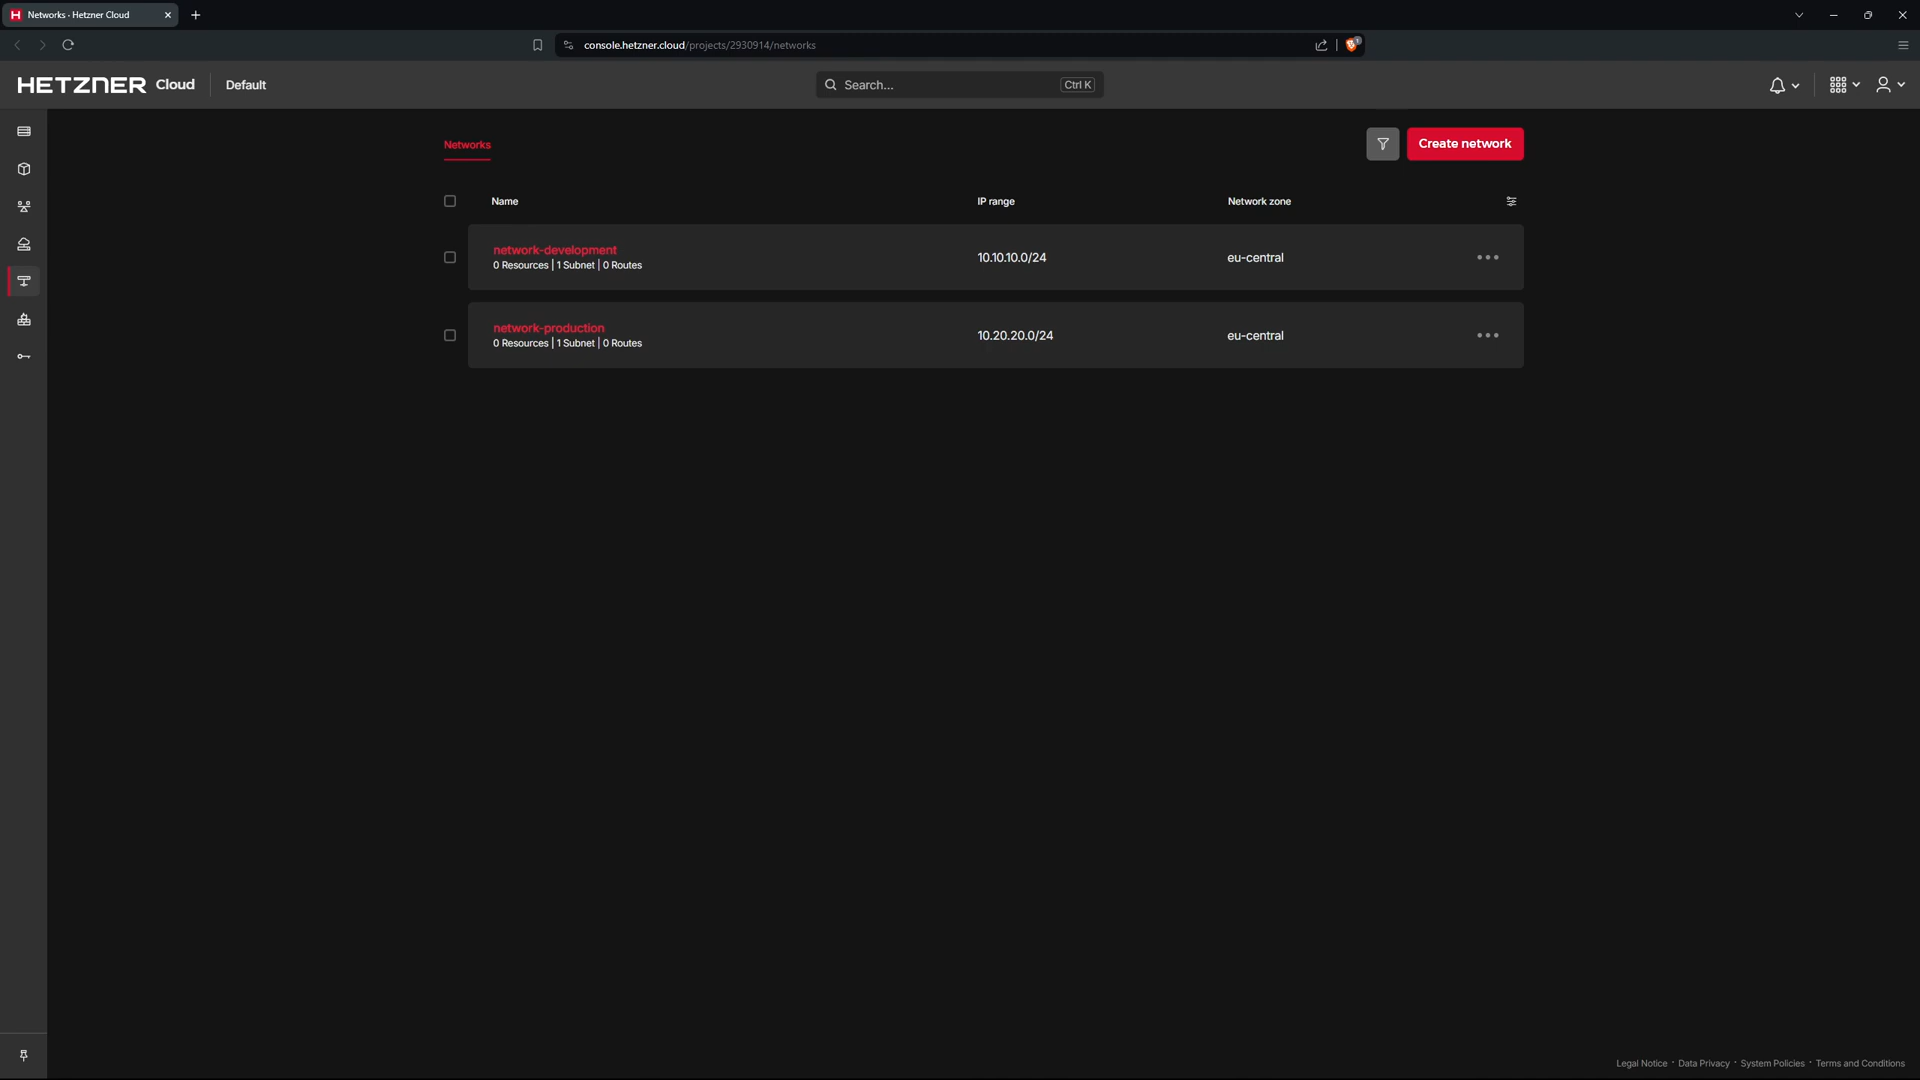 Networks · Hetzner Cloud
console.hetzner.cloud/projects/2930914/networks
HETZNER Cloud Default Search... Ctrl K
Networks Create network
Name IP range Network zone
network-development
0 Resources | 1 Subnet | 0 Routes
10.10.10.0/24 eu-central
network-production
0 Resources | 1 Subnet | 0 Routes
10.20.20.0/24 eu-central
Legal Notice · Data Privacy · System Policies · Terms and Conditions